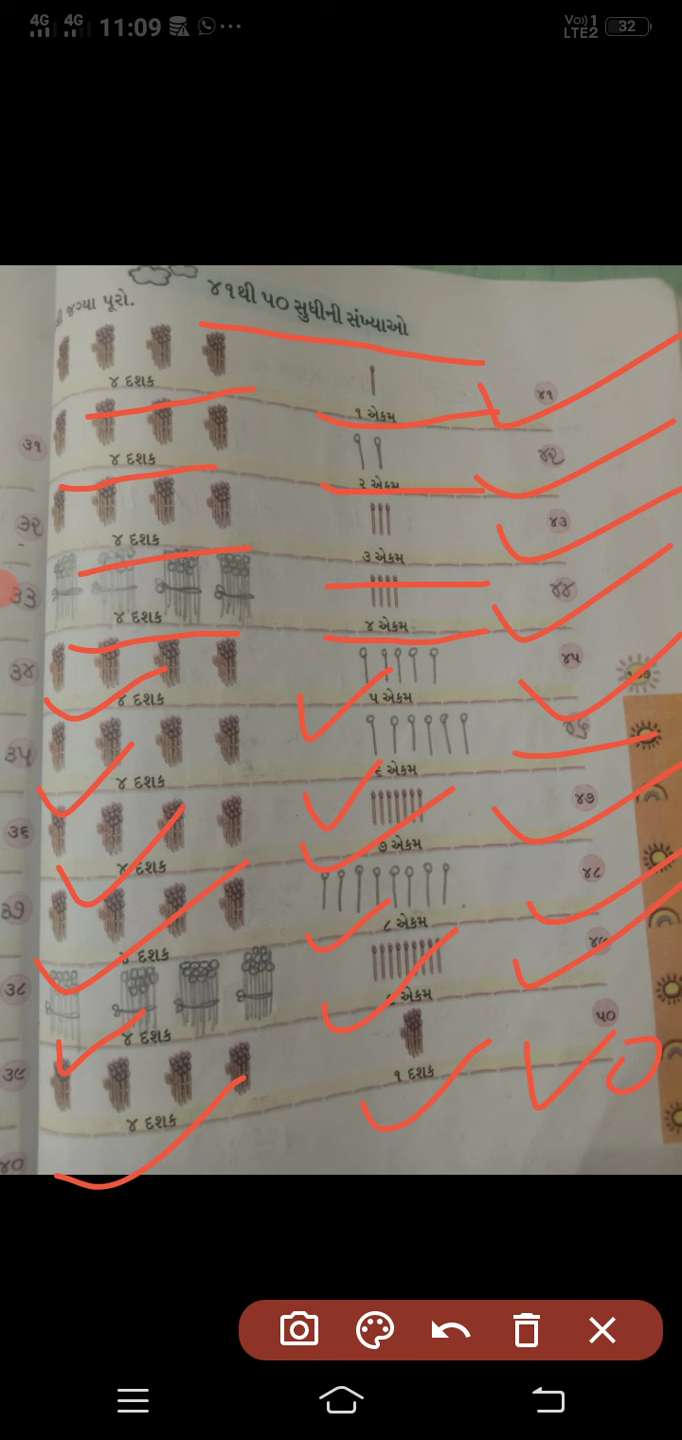 4G 4G 11:09 Vo)) 1 LTE2 32
૪૧થી ૫૦ સુધીની સંખ્યાઓ
જગ્યા પૂરો.
૪ દશક ૧ એકમ ૪૧
૩૧ ૪ દશક ૨ એકમ ૪૨
૩૨ ૪ દશક ૩ એકમ ૪૩
૩૩ ૪ દશક ૪ એકમ ૪૪
૩૪ ૪ દશક ૫ એકમ ૪૫
૩૫ ૪ દશક ૬ એકમ ૪૬
૩૬ ૪ દશક ૭ એકમ ૪૭
૩૭ ૪ દશક ૮ એકમ ૪૮
૩૮ ૪ દશક ૯ એકમ ૪૯
૩૯ ૪ દશક ૧ દશક ૫૦
૪૦